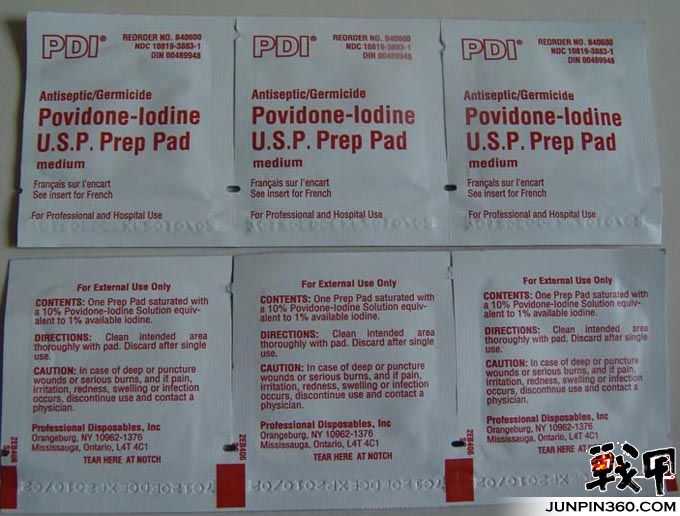 PDI®
REORDER NO. B40600
NDC 10819-3883-1
DIN 00489948
Antiseptic/Germicide
Povidone-Iodine
U.S.P. Prep Pad
medium
Français sur l'encart
See insert for French
For Professional and Hospital Use
PDI®
REORDER NO. B40600
NDC 10819-3883-1
DIN 00489948
Antiseptic/Germicide
Povidone-Iodine
U.S.P. Prep Pad
medium
Français sur l'encart
See insert for French
For Professional and Hospital Use
PDI®
REORDER NO. B40600
NDC 10819-3883-1
DIN 00489948
Antiseptic/Germicide
Povidone-Iodine
U.S.P. Prep Pad
medium
Français sur l'encart
See insert for French
For Professional and Hospital Use
For External Use Only
CONTENTS: One Prep Pad saturated with
a 10% Povidone-Iodine Solution equiv-
alent to 1% available iodine.
DIRECTIONS: Clean intended area
thoroughly with pad. Discard after single
use.
CAUTION: In case of deep or puncture
wounds or serious burns, and if pain,
irritation, redness, swelling or infection
occurs, discontinue use and contact a
physician.
Professional Disposables, Inc
Orangeburg, NY 10962-1376
Mississauga, Ontario, L4T 4C1
TEAR HERE AT NOTCH
For External Use Only
CONTENTS: One Prep Pad saturated with
a 10% Povidone-Iodine Solution equiv-
alent to 1% available iodine.
DIRECTIONS: Clean intended area
thoroughly with pad. Discard after single
use.
CAUTION: In case of deep or puncture
wounds or serious burns, and if pain,
irritation, redness, swelling or infection
occurs, discontinue use and contact a
physician.
Professional Disposables, Inc
Orangeburg, NY 10962-1376
Mississauga, Ontario, L4T 4C1
TEAR HERE AT NOTCH
2E8406
For External Use Only
CONTENTS: One Prep Pad saturated with
a 10% Povidone-Iodine Solution equiv-
alent to 1% available iodine.
DIRECTIONS: Clean intended area
thoroughly with pad. Discard after single
use.
CAUTION: In case of deep or puncture
wounds or serious burns, and if pain,
irritation, redness, swelling or infection
occurs, discontinue use and contact a
physician.
Professional Disposables, Inc
Orangeburg, NY 10962-1376
Mississauga, Ontario, L4T 4C1
TEAR HERE AT NOTCH
2E8406
戰甲
JUNPIN360.COM